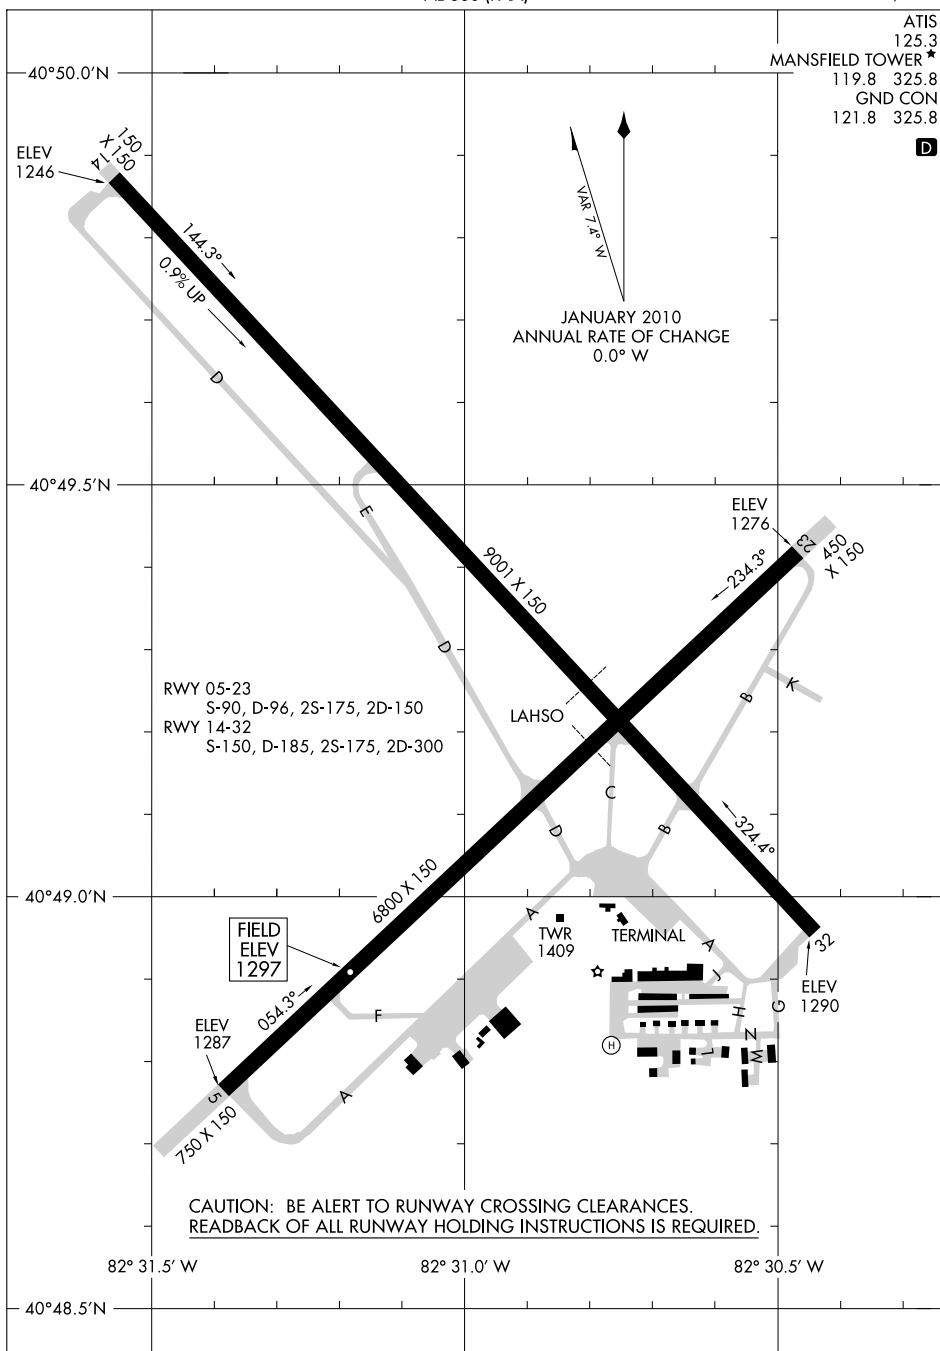 ATIS
125.3
MANSFIELD TOWER
119.8 325.8
GND CON
121.8 325.8
D
40°50.0'N
150
X 150
14
ELEV
1246
144.3°
0.9% UP
VAR 7.4° W
JANUARY 2010
ANNUAL RATE OF CHANGE
0.0° W
D
40°49.5'N
E
ELEV
1276
23
450
X 150
9001 X 150
234.3°
D
B
K
RWY 05-23
S-90, D-96, 2S-175, 2D-150
RWY 14-32
S-150, D-185, 2S-175, 2D-300
LAHSO
C
D
B
324.4°
6800 X 150
40°49.0'N
A
TWR
1409
TERMINAL
A
32
FIELD
ELEV
1297
J
ELEV
1290
054.3°
F
H
G
ELEV
1287
H
Z
L
M
A
5
750 X 150
CAUTION: BE ALERT TO RUNWAY CROSSING CLEARANCES.
READBACK OF ALL RUNWAY HOLDING INSTRUCTIONS IS REQUIRED.
82° 31.5' W
82° 31.0' W
82° 30.5' W
40°48.5'N